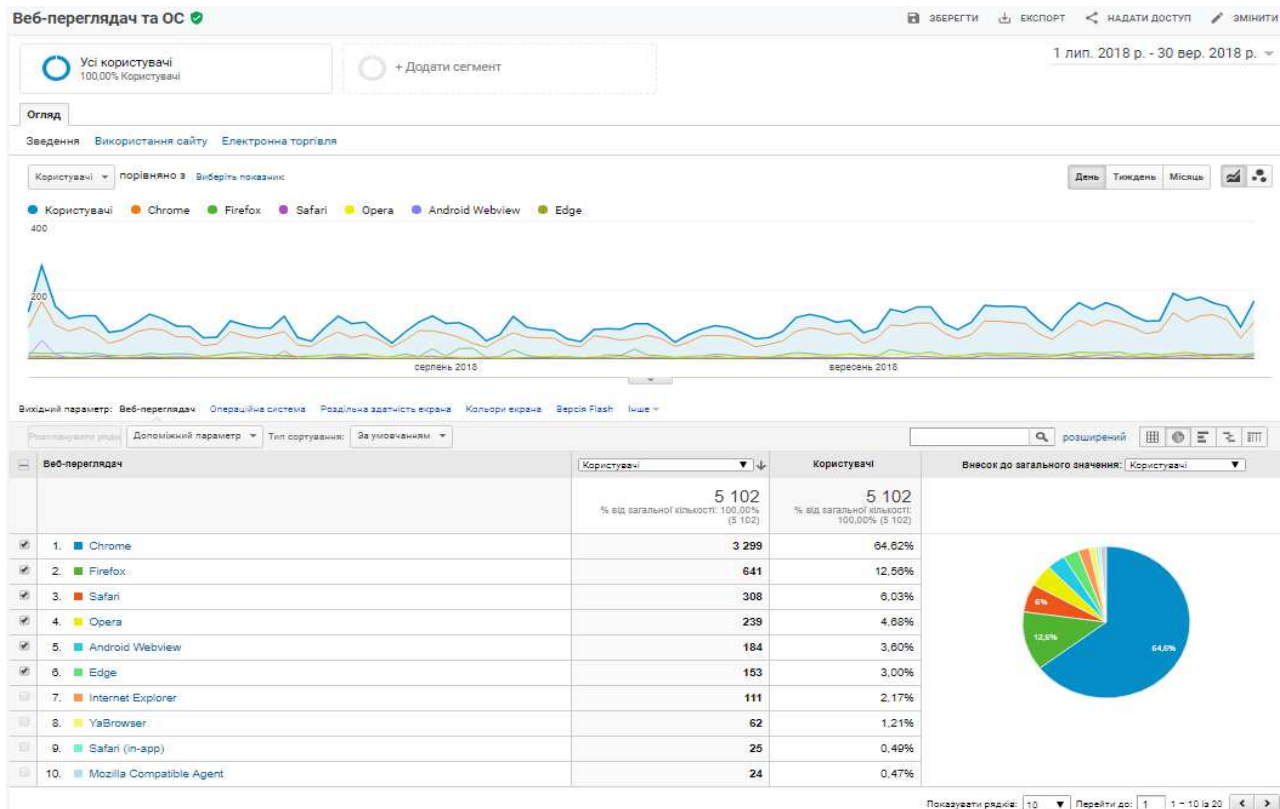 Веб-переглядач та ОС
ЗБЕРЕГТИ ЕКСПОРТ НАДАТИ ДОСТУП ЗМІНИТИ
Усі користувачі
100,00% Користувачі
+ Додати сегмент
1 лип. 2018 р. - 30 вер. 2018 р.
Огляд
Зведення Використання сайту Електронна торгівля
Користувачі порівняно з Виберіть показник
День Тиждень Місяць
Користувачі Chrome Firefox Safari Opera Android Webview Edge
400
200
серпень 2018 вересень 2018
Вихідний параметр: Веб-переглядач Операційна система Роздільна здатність екрана Кольори екрана Версія Flash Інше
Допоміжний параметр Тип сортування: За умовчанням розширений
Веб-переглядач Користувачі Користувачі Внесок до загального значення: Користувачі
5 102 5 102
% від загальної кількості: 100,00% (5 102) % від загальної кількості: 100,00% (5 102)
1. Chrome 3 299 64,62%
2. Firefox 641 12,56%
3. Safari 308 6,03%
4. Opera 239 4,68%
5. Android Webview 184 3,60%
6. Edge 153 3,00%
7. Internet Explorer 111 2,17%
8. YaBrowser 62 1,21%
9. Safari (in-app) 25 0,49%
10. Mozilla Compatible Agent 24 0,47%
6%
12,6%
64,6%
Показувати рядків: 10 Перейти до: 1 1 – 10 із 20